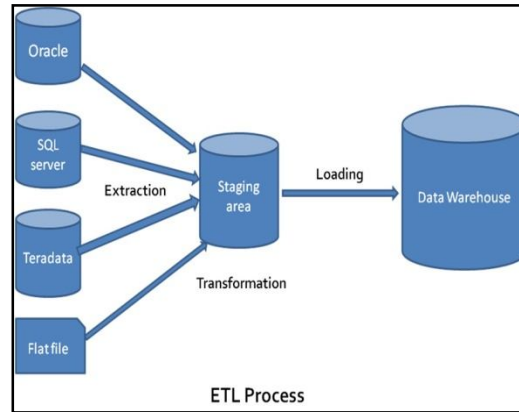 Oracle
SQL
server
Extraction
Teradata
Flat file
Staging
area
Transformation
Loading
Data Warehouse
ETL Process